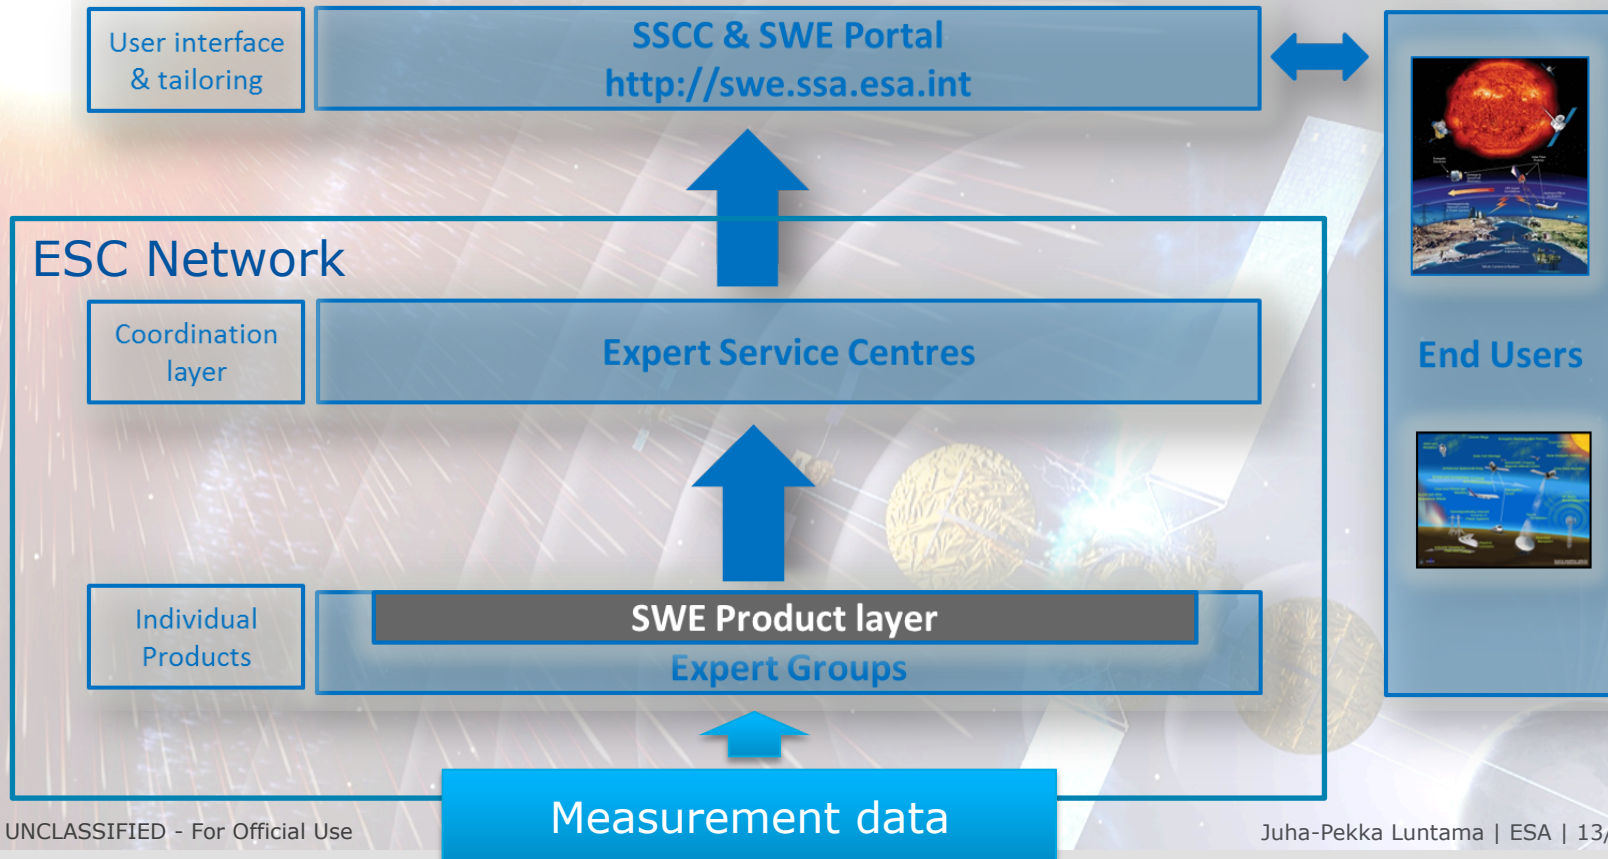 User interface
& tailoring
SSCC & SWE Portal
http://swe.ssa.esa.int
ESC Network
Coordination
layer
Expert Service Centres
End Users
Individual
Products
SWE Product layer
Expert Groups
Measurement data
UNCLASSIFIED - For Official Use
Juha-Pekka Luntama | ESA | 13/